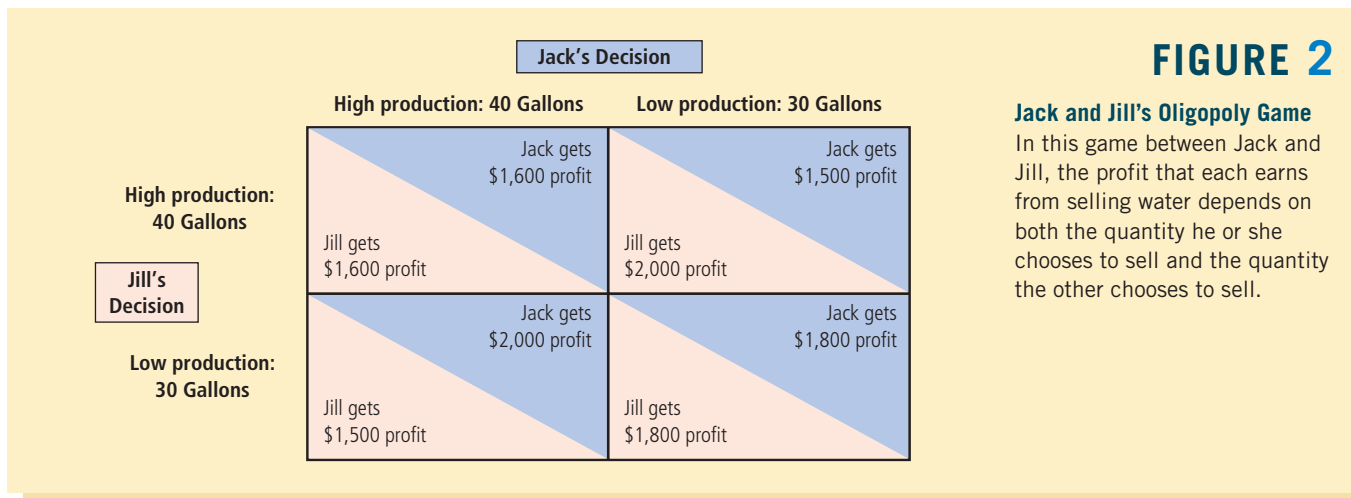 Jack's Decision
High production: 40 Gallons
Low production: 30 Gallons
High production:
40 Gallons
Jack gets
$1,600 profit
Jill gets
$1,600 profit
Jack gets
$1,500 profit
Jill gets
$2,000 profit
Jill's
Decision
Low production:
30 Gallons
Jack gets
$2,000 profit
Jill gets
$1,500 profit
Jack gets
$1,800 profit
Jill gets
$1,800 profit
FIGURE 2
Jack and Jill's Oligopoly Game
In this game between Jack and
Jill, the profit that each earns
from selling water depends on
both the quantity he or she
chooses to sell and the quantity
the other chooses to sell.